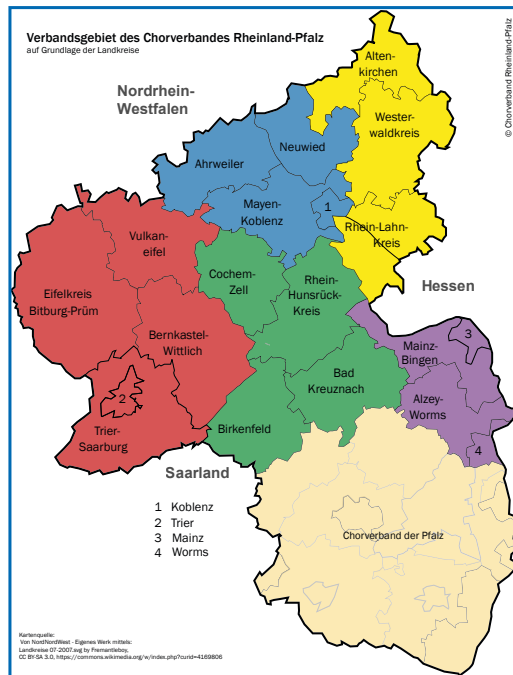 Verbandsgebiet des Chorverbandes Rheinland-Pfalz
auf Grundlage der Landkreise
© Chorverband Rheinland-Pfalz
Nordrhein-
Westfalen
Alten-
kirchen
Wester-
waldkreis
Neuwied
Ahrweiler
Mayen-
Koblenz
1
Rhein-Lahn-
Kreis
Vulkan-
eifel
Cochem-
Zell
Rhein-
Hunsrück-
Kreis
Hessen
Eifelkreis
Bitburg-Prüm
Bernkastel-
Wittlich
Mainz-
Bingen
3
Bad
Kreuznach
Alzey-
Worms
2
Trier-
Saarburg
Birkenfeld
4
Saarland
1 Koblenz
2 Trier
3 Mainz
4 Worms
Chorverband der Pfalz
Kartenquelle:
Von NordNordWest - Eigenes Werk mittels:
Landkreise 07-2007.svg by Fremantleboy,
CC BY-SA 3.0, https://commons.wikimedia.org/w/index.php?curid=4169806